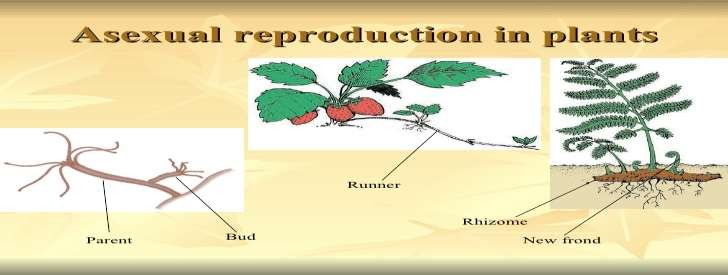 Asexual reproduction in plants
Runner
Rhizome
Parent
Bud
New frond